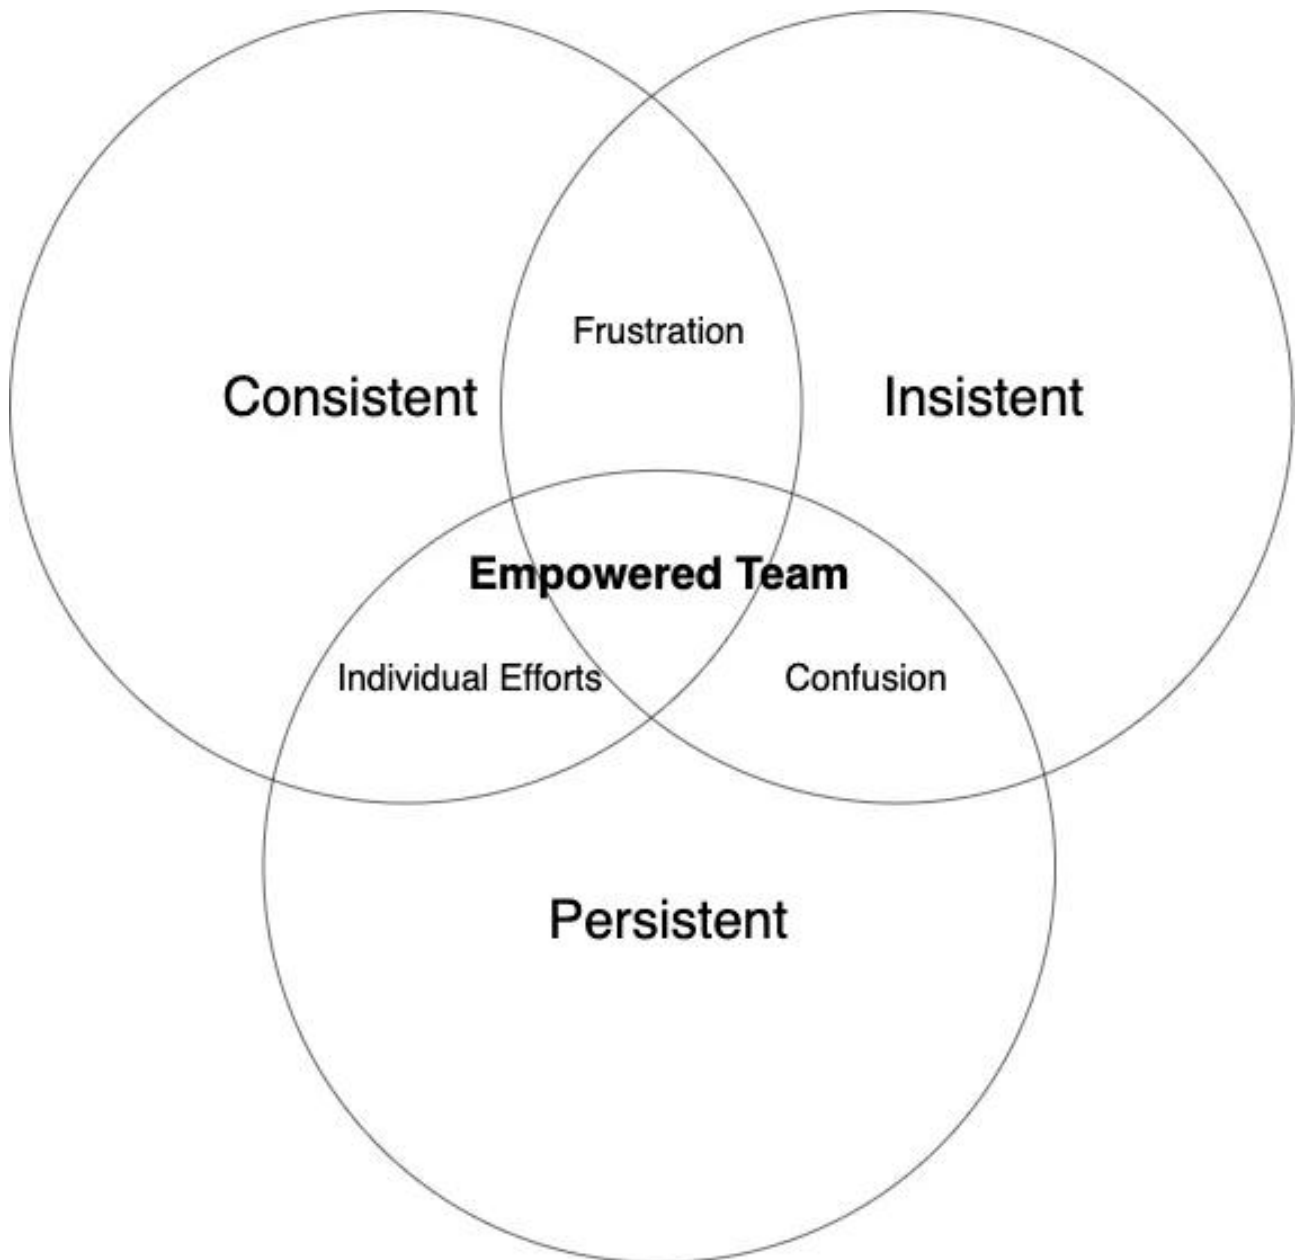 Frustration
Consistent
Insistent
Empowered Team
Individual Efforts
Confusion
Persistent